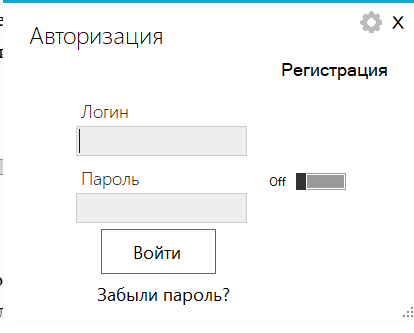 Авторизация
X
Регистрация
Логин
Пароль
Off
Войти
Забыли пароль?